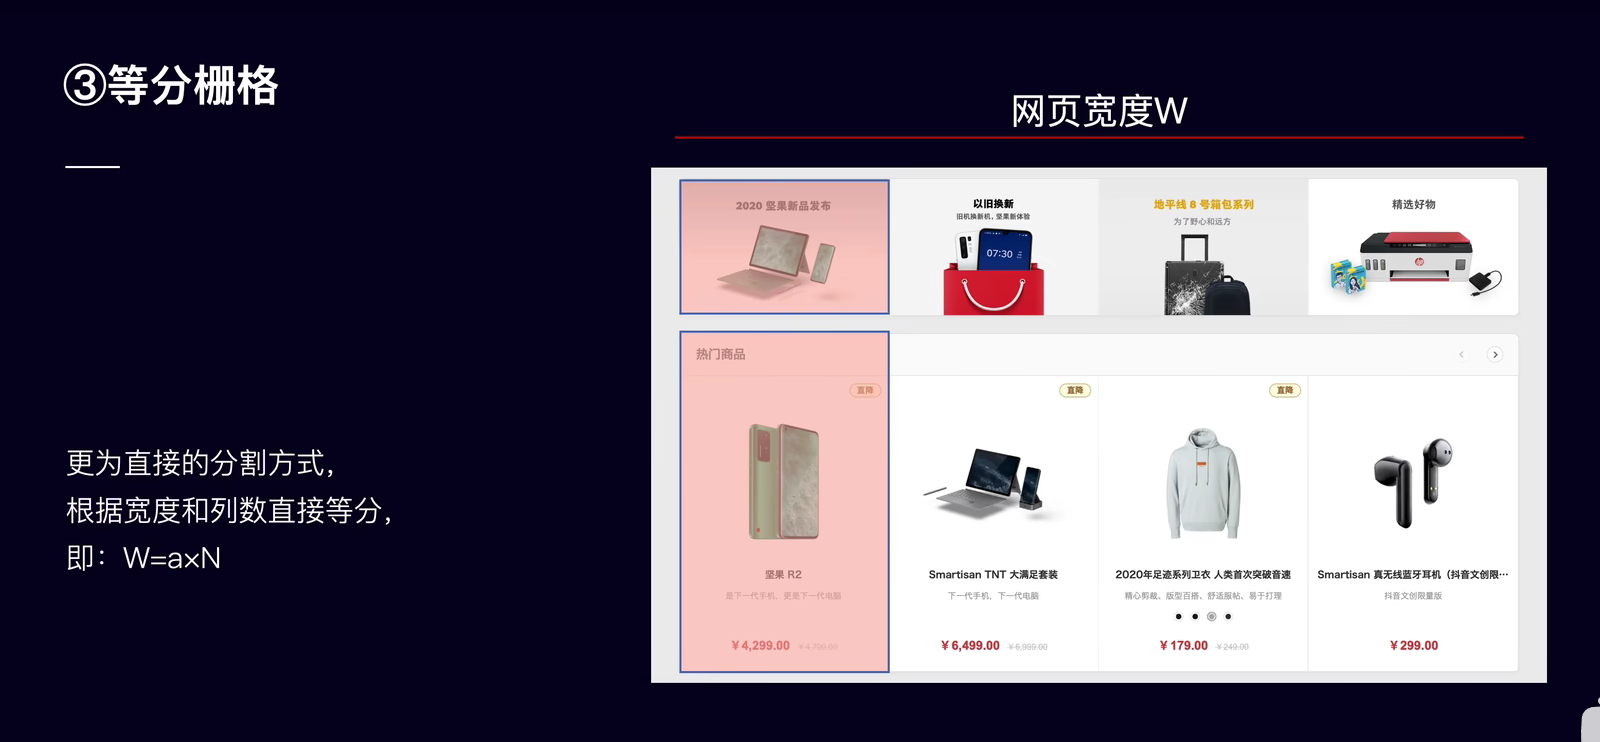 ③等分栅格
网页宽度W
更为直接的分割方式，
根据宽度和列数直接等分，
即：W=a×N
2020 坚果新品发布
以旧换新
旧机换新机，坚果新体验
07:30
地平线 8 号箱包系列
为了野心和远方
精选好物
hp
热门商品
直降
坚果 R2
是下一代手机，更是下一代电脑
¥4,299.00 ¥4,799.00
直降
Smartisan TNT 大满足套装
下一代手机，下一代电脑
¥6,499.00 ¥6,999.00
直降
2020年足迹系列卫衣 人类首次突破音速
精心剪裁、版型百搭、舒适服帖、易于打理
¥179.00 ¥249.00
Smartisan 真无线蓝牙耳机（抖音文创限…
抖音文创限量版
¥299.00